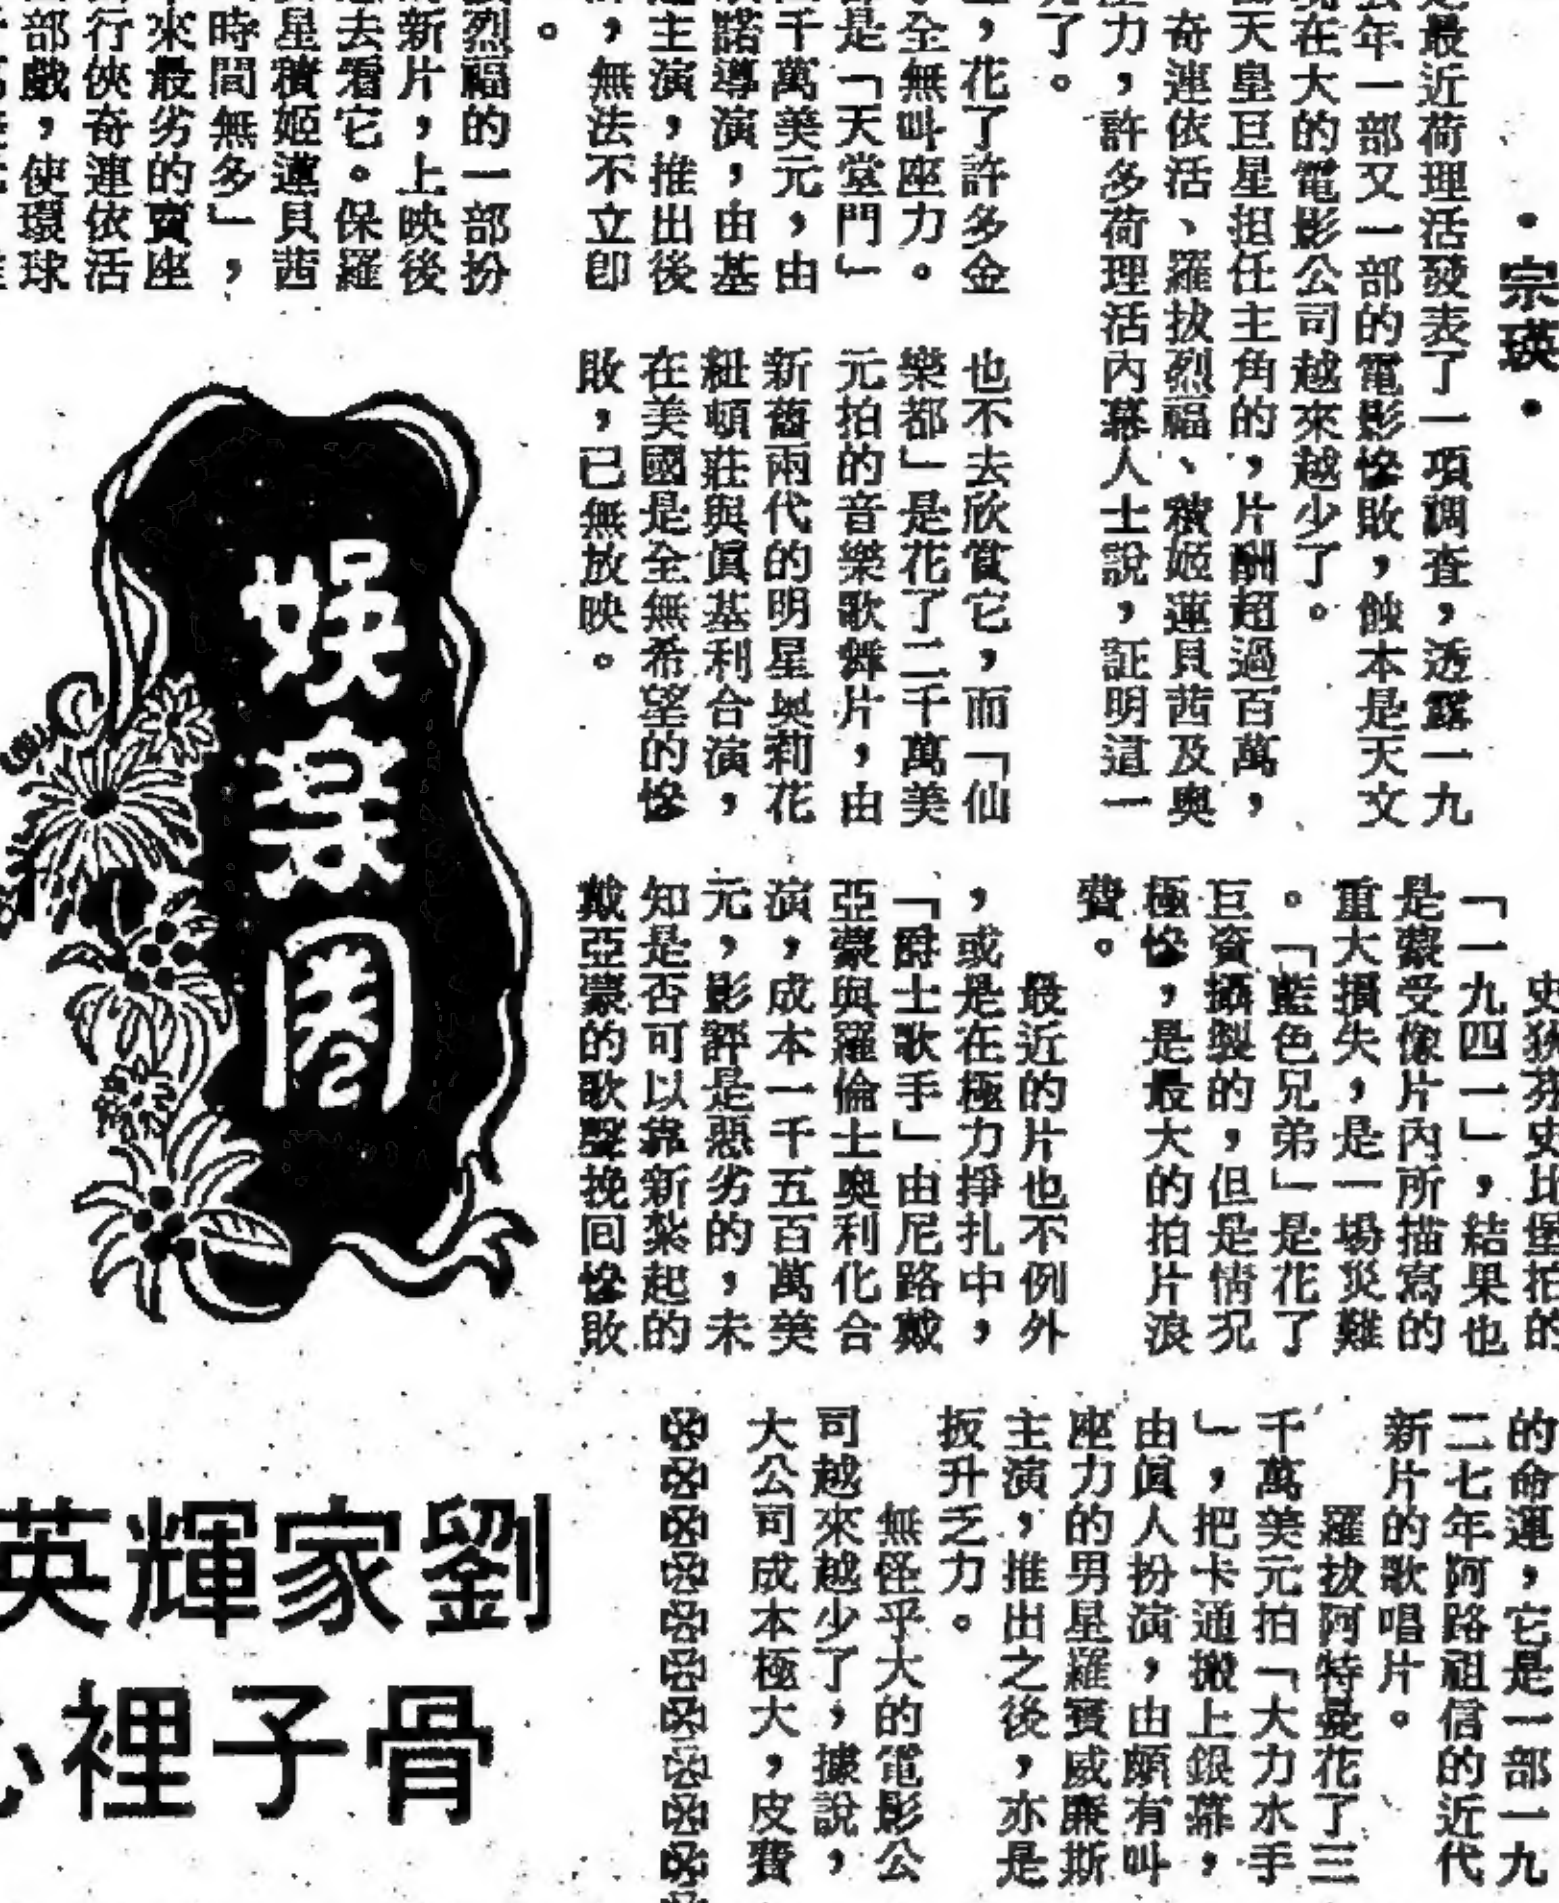 ・宗瑛・
最近荷理活發表了一項調查,透露一九
年一部又一部的電影慘敗,蝕本是天文
在大的電影公司越來越少了。
天皇巨星担任主角的,片酬超過百萬,
奇連依活、羅拔烈福、積姬蓮貝茜及奧
力,許多荷理活內幕人士說,証明這一
了。
,花了許多金
全無叫座力。
是「天堂門」
千萬美元,由
諾導演,由基
主演,推出後
,無法不立卽
。
烈福的一部扮
新片,上映後
去看它。保羅
星積姬蓮貝茜
時間無多」,
來最劣的賣座
行俠奇連依活
部戲,使環球
也不去欣賞它,而「仙
樂都」是花了二千萬美
元拍的音樂歌舞片,由
新舊兩代的明星奧莉花
紐頓莊與眞基利合演,
在美國是全無希望的慘
敗,已無放映。
史狄芬史比堡拍的
「一九四一」,結果也
是蒙受像片內所描寫的
重大損失,是一場災難
。「藍色兄弟」是花了
巨資攝製的,但是情況
極慘,是最大的拍片浪
費。
最近的片也不例外
,或是在極力掙扎中,
「爵士歌手」由尼路戴
亞蒙與羅倫士奧利化合
演,成本一千五百萬美
元,影評是惡劣的,未
知是否可以靠新紮起的
戴亞蒙的歌聲挽回慘敗
的命運,它是一部一九
二七年阿路祖信的近代
新片的歌唱片。
羅拔阿特曼花了三
千萬美元拍「大力水手
」,把卡通搬上銀幕,
由眞人扮演,由頗有叫
座力的男星羅賓威廉斯
主演,推出之後,亦是
扳升乏力。
無怪乎大的電影公
司越來越少了,據說,
大公司成本極大,皮費
娛樂圈
劉家輝英
骨子裡心